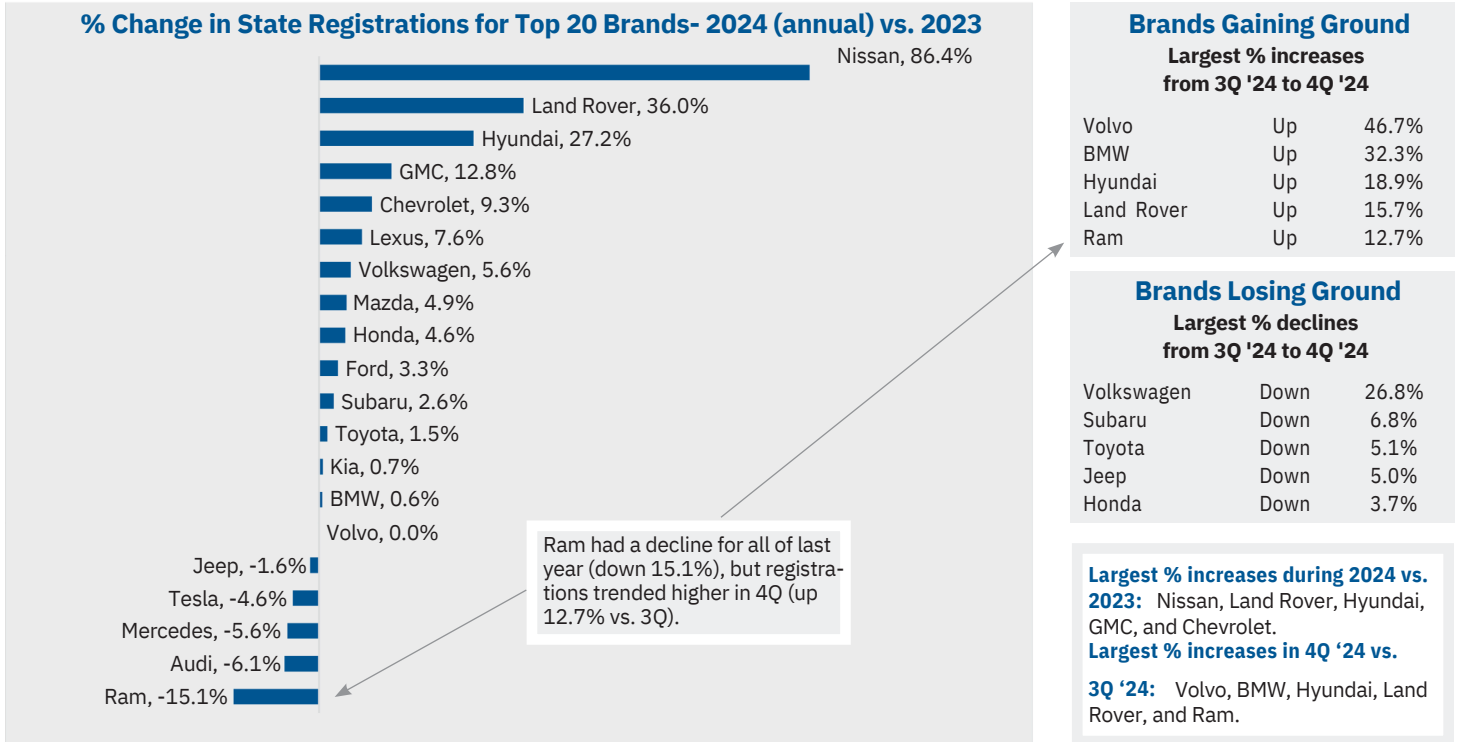 % Change in State Registrations for Top 20 Brands- 2024 (annual) vs. 2023
Nissan, 86.4%
Land Rover, 36.0%
Hyundai, 27.2%
GMC, 12.8%
Chevrolet, 9.3%
Lexus, 7.6%
Volkswagen, 5.6%
Mazda, 4.9%
Honda, 4.6%
Ford, 3.3%
Subaru, 2.6%
Toyota, 1.5%
Kia, 0.7%
BMW, 0.6%
Volvo, 0.0%
Jeep, -1.6%
Tesla, -4.6%
Mercedes, -5.6%
Audi, -6.1%
Ram, -15.1%
Ram had a decline for all of last
year (down 15.1%), but registra-
tions trended higher in 4Q (up
12.7% vs. 3Q).
Brands Gaining Ground
Largest % increases
from 3Q '24 to 4Q '24
Volvo Up 46.7%
BMW Up 32.3%
Hyundai Up 18.9%
Land Rover Up 15.7%
Ram Up 12.7%
Brands Losing Ground
Largest % declines
from 3Q '24 to 4Q '24
Volkswagen Down 26.8%
Subaru Down 6.8%
Toyota Down 5.1%
Jeep Down 5.0%
Honda Down 3.7%
Largest % increases during 2024 vs.
2023: Nissan, Land Rover, Hyundai,
GMC, and Chevrolet.
Largest % increases in 4Q ‘24 vs.
3Q ‘24: Volvo, BMW, Hyundai, Land
Rover, and Ram.